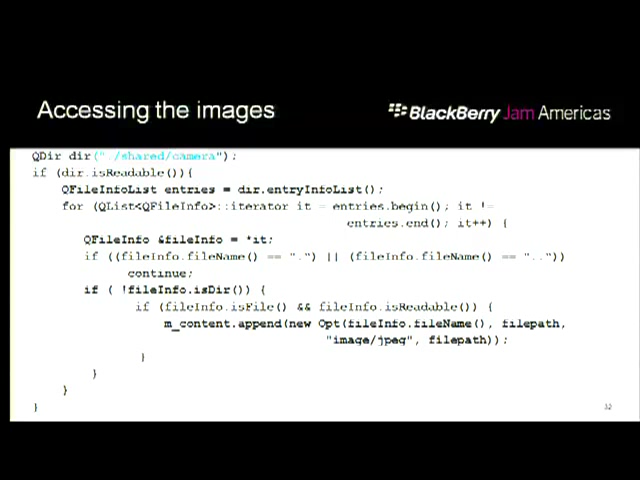 Accessing the images
BlackBerry Jam Americas
QDir dir("./shared/camera");
if (dir.isReadable()){
QFileInfoList entries = dir.entryInfoList();
for (QList<QFileInfo>::iterator it = entries.begin(); it !=
entries.end(); it++) {
QFileInfo &fileInfo = *it;
if ((fileInfo.fileName() == ".") || (fileInfo.fileName() == ".."))
continue;
if ( !fileInfo.isDir()) {
if (fileInfo.isFile() && fileInfo.isReadable()) {
m_content.append(new Opt(fileInfo.fileName(), filepath,
"image/jpeg", filepath));
}
}
}
}
32